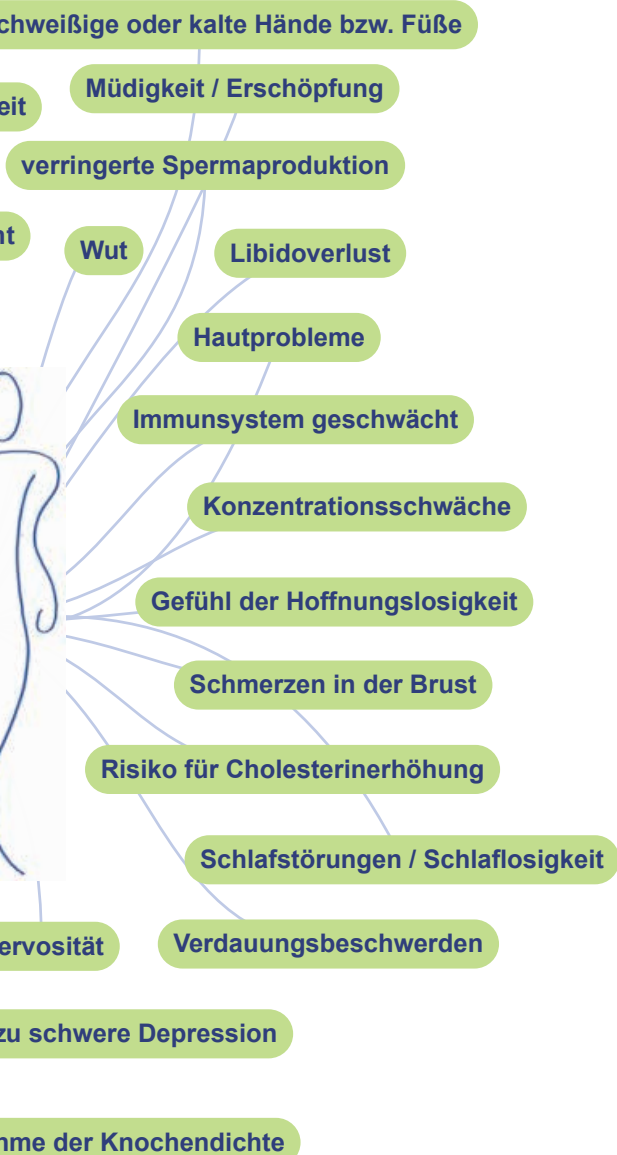 chweißige oder kalte Hände bzw. Füße
Müdigkeit / Erschöpfung
eit
verringerte Spermaproduktion
nt
Wut
Libidoverlust
Hautprobleme
Immunsystem geschwächt
Konzentrationsschwäche
Gefühl der Hoffnungslosigkeit
Schmerzen in der Brust
Risiko für Cholesterinerhöhung
Schlafstörungen / Schlaflosigkeit
ervosität
Verdauungsbeschwerden
zu schwere Depression
hme der Knochendichte